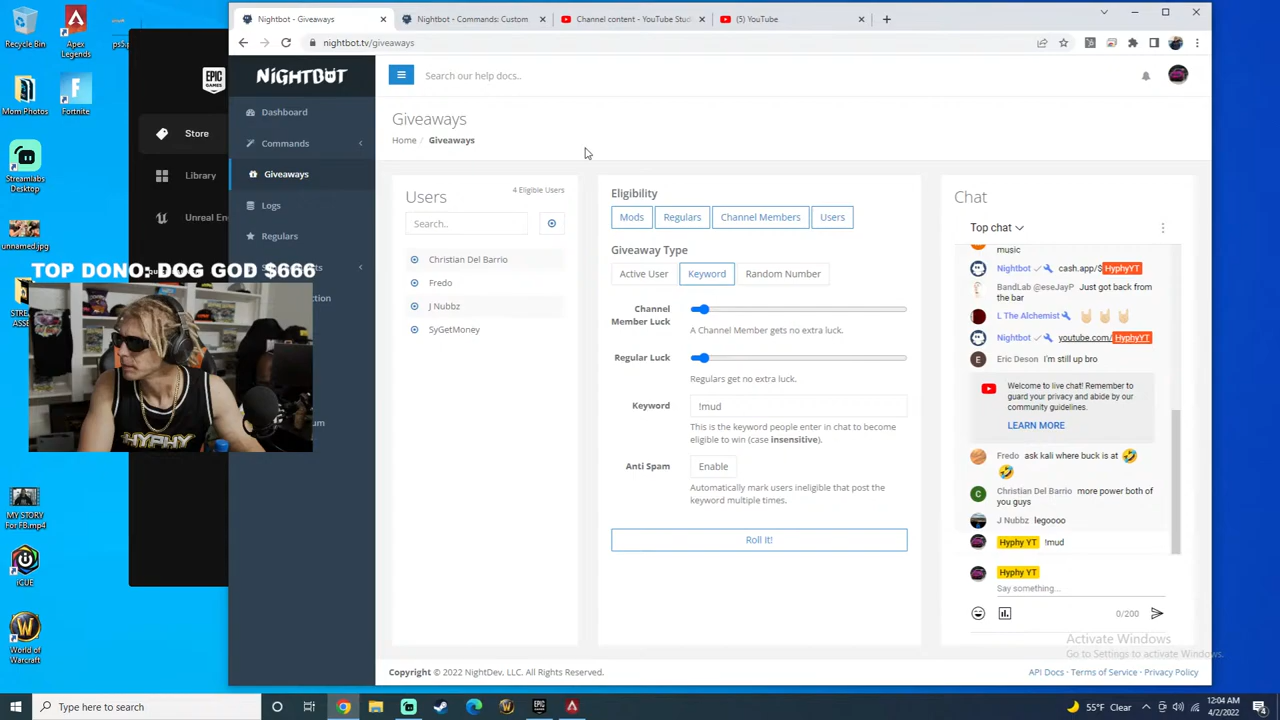 Recycle Bin
Apex
Legends
ps5.j
Mom Photos
Fortnite
Streamlabs
Desktop
unnamed.jpg
MY STORY
For FB.mp4
iCUE
World of
Warcraft
EPIC
GAMES
Store
Library
Unreal En
TOP DONO: DOG GOD $666
HYPHY
Nightbot - Giveaways
Nightbot - Commands: Custom
Channel content - YouTube Stud
(5) YouTube
nightbot.tv/giveaways
NIGHTBOT
Search our help docs..
Dashboard
Commands
Giveaways
Logs
Regulars
Giveaways
Home / Giveaways
Users
4 Eligible Users
Search..
Christian Del Barrio
Fredo
J Nubbz
SyGetMoney
Eligibility
Mods
Regulars
Channel Members
Users
Giveaway Type
Active User
Keyword
Random Number
Channel
Member Luck
A Channel Member gets no extra luck.
Regular Luck
Regulars get no extra luck.
Keyword
!mud
This is the keyword people enter in chat to become
eligible to win (case insensitive).
Anti Spam
Enable
Automatically mark users ineligible that post the
keyword multiple times.
Roll It!
Chat
Top chat
music
Nightbot cash.app/$HyphyYT
BandLab @eseJayP Just got back from
the bar
L The Alchemist
Nightbot youtube.com/HyphyYT
Eric Deson I'm still up bro
Welcome to live chat! Remember to
guard your privacy and abide by our
community guidelines.
LEARN MORE
Fredo ask kali where buck is at
Christian Del Barrio more power both of
you guys
J Nubbz legoooo
Hyphy YT !mud
Hyphy YT
Say something...
0/200
Activate Windows
Go to Settings to activate Windows.
Copyright © 2022 NightDev, LLC. All Rights Reserved.
API Docs · Terms of Service · Privacy Policy
Type here to search
55°F Clear
12:04 AM
4/2/2022